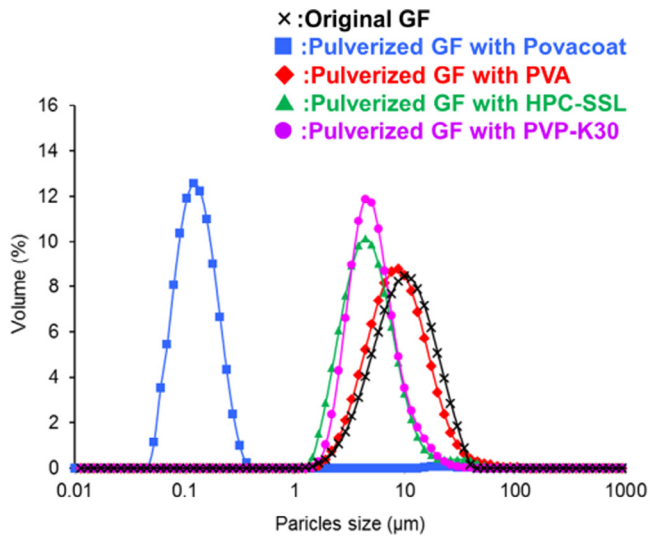 ×:Original GF
■:Pulverized GF with Povacoat
◆:Pulverized GF with PVA
▲:Pulverized GF with HPC-SSL
●:Pulverized GF with PVP-K30
16
14
12
10
8
6
4
2
0
Volume (%)
0.01 0.1 1 10 100 1000
Paricles size (μm)